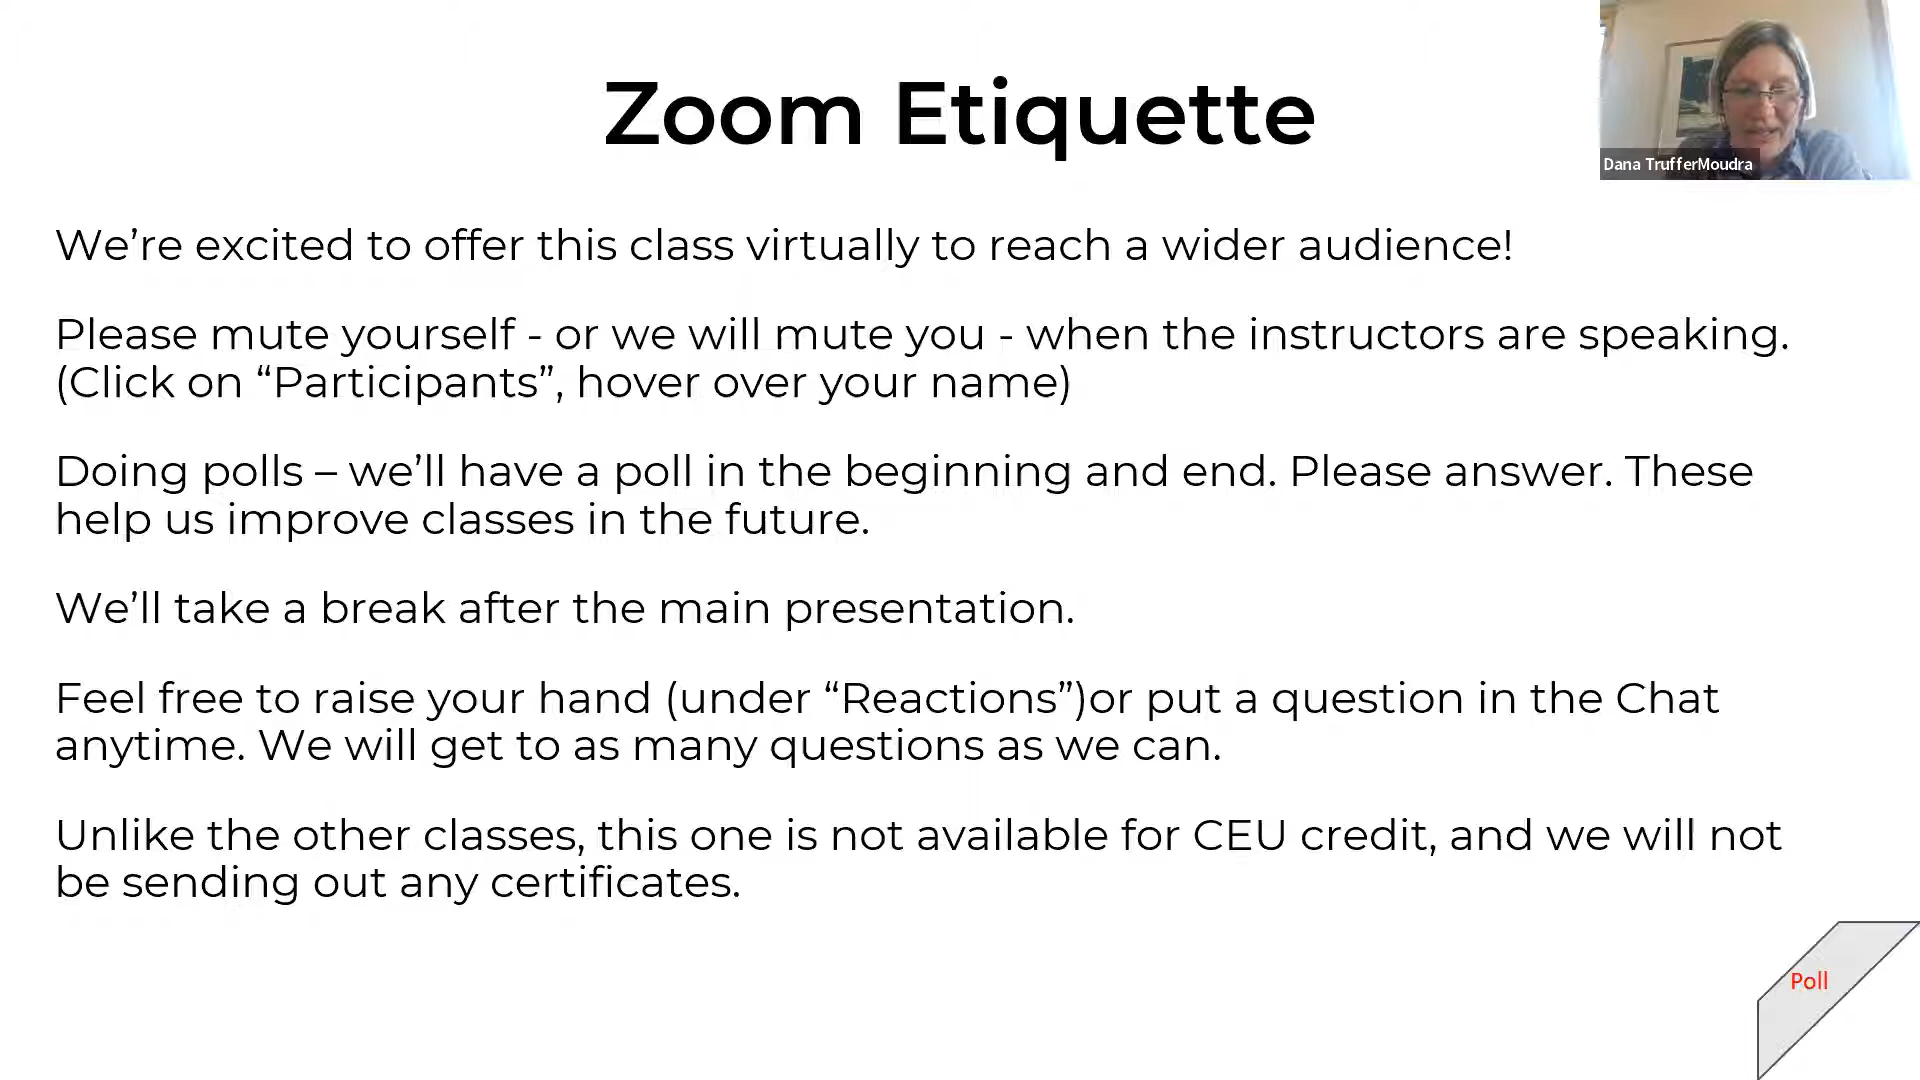 Zoom Etiquette
Dana TrufferMoudra
We’re excited to offer this class virtually to reach a wider audience!
Please mute yourself - or we will mute you - when the instructors are speaking.
(Click on “Participants”, hover over your name)
Doing polls – we’ll have a poll in the beginning and end. Please answer. These
help us improve classes in the future.
We’ll take a break after the main presentation.
Feel free to raise your hand (under “Reactions”)or put a question in the Chat
anytime. We will get to as many questions as we can.
Unlike the other classes, this one is not available for CEU credit, and we will not
be sending out any certificates.
Poll